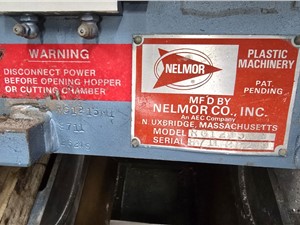 WARNING
DISCONNECT POWER
BEFORE OPENING HOPPER
OR CUTTING CHAMBER
NELMOR
PLASTIC
MACHINERY
PAT.
PENDING
MF'D BY
NELMOR CO., INC.
An AEC Company
N. UXBRIDGE, MASSACHUSETTS
MODEL
SERIAL